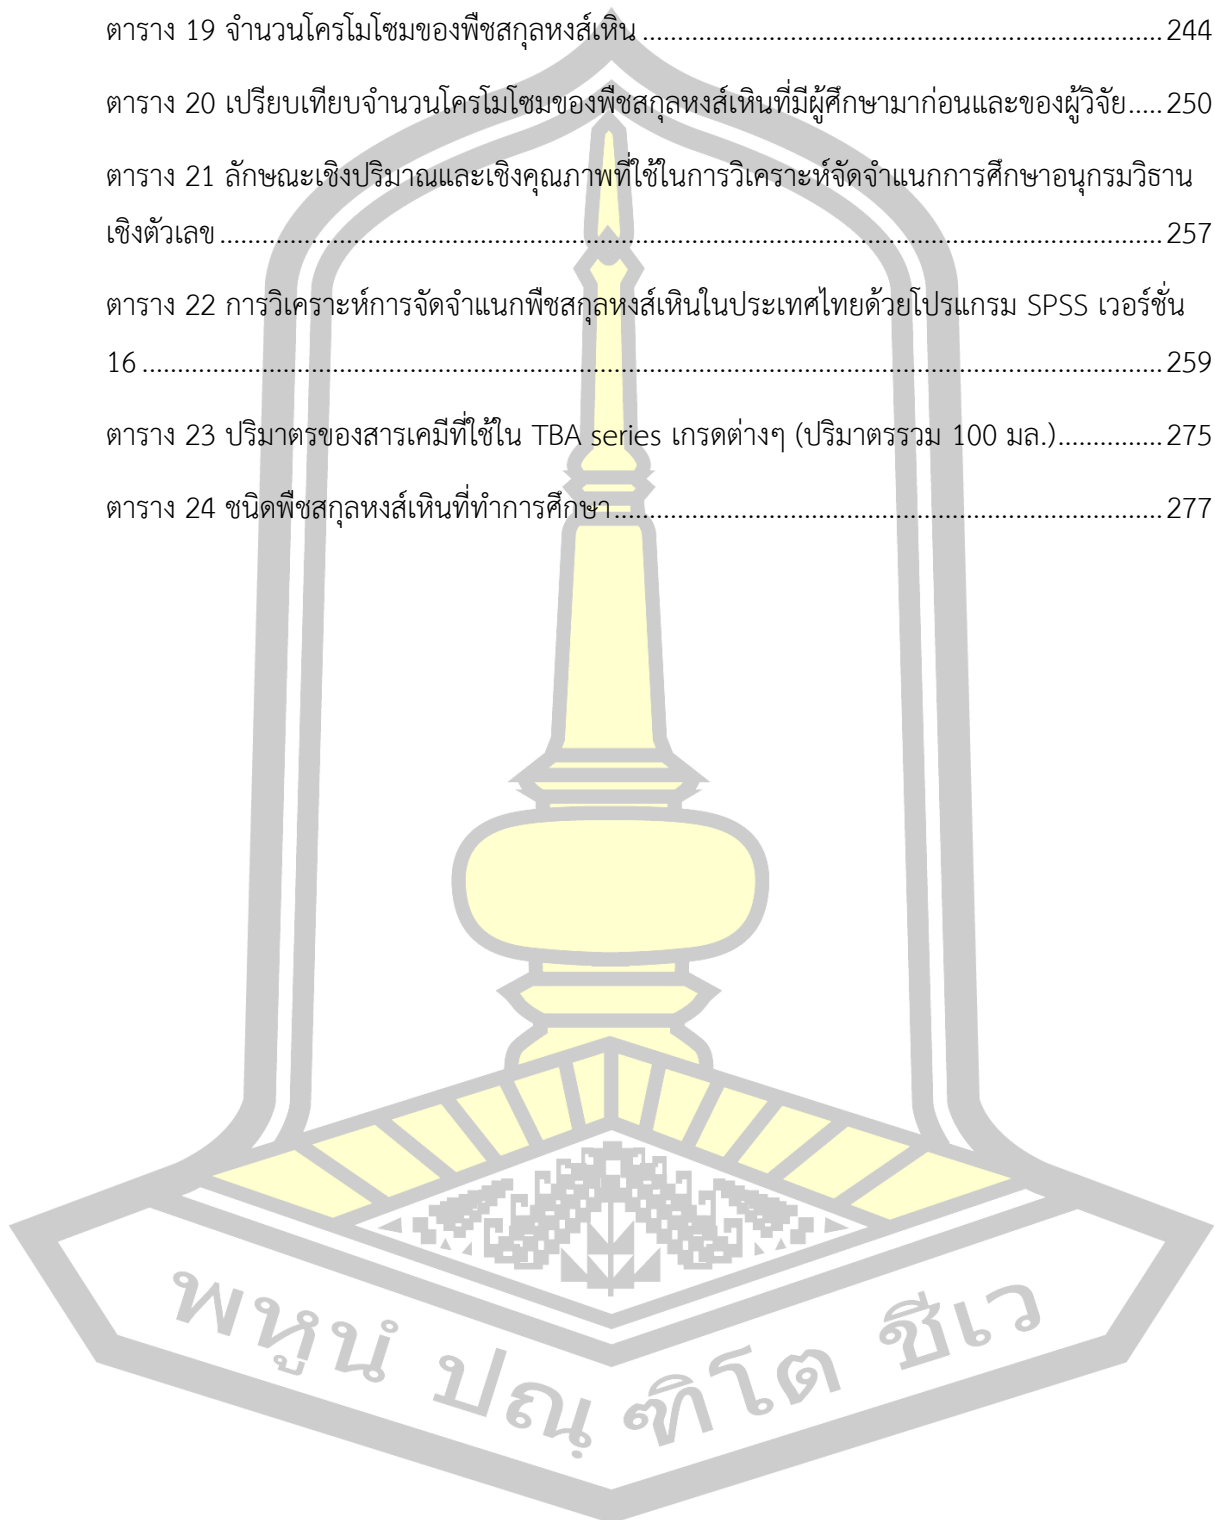 ตาราง 19 จำนวนโครโมโซมของพืชสกุลหงส์เหิน ........................................................................... 244
ตาราง 20 เปรียบเทียบจำนวนโครโมโซมของพืชสกุลหงส์เหินที่มีผู้ศึกษามาก่อนและของผู้วิจัย..... 250
ตาราง 21 ลักษณะเชิงปริมาณและเชิงคุณภาพที่ใช้ในการวิเคราะห์จัดจำแนกการศึกษาอนุกรมวิธาน
เชิงตัวเลข ........................................................................................................................................ 257
ตาราง 22 การวิเคราะห์การจัดจำแนกพืชสกุลหงส์เหินในประเทศไทยด้วยโปรแกรม SPSS เวอร์ชั่น
16 ................................................................................................................................................... 259
ตาราง 23 ปริมาตรของสารเคมีที่ใช้ใน TBA series เกรดต่างๆ (ปริมาตรรวม 100 มล.)............... 275
ตาราง 24 ชนิดพืชสกุลหงส์เหินที่ทำการศึกษา............................................................................... 277
พหูนํ ปณฺ ฑิโต ชีเว